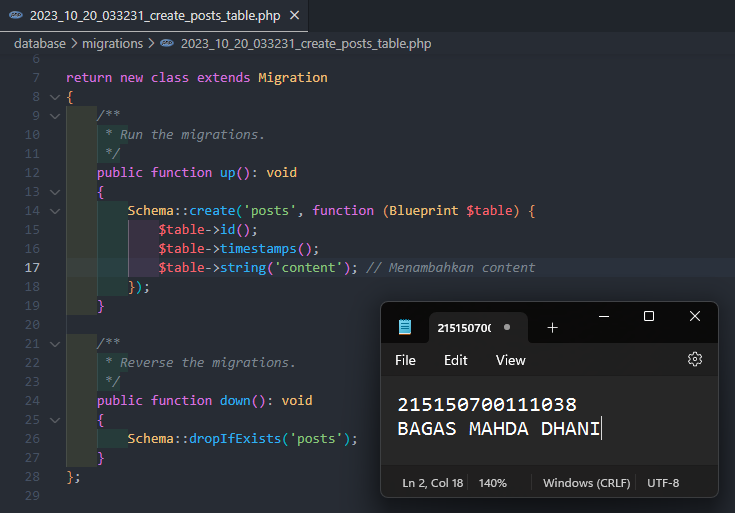 2023_10_20_033231_create_posts_table.php
database > migrations > 2023_10_20_033231_create_posts_table.php
6
7 return new class extends Migration
8 {
9 /**
10 * Run the migrations.
11 */
12 public function up(): void
13 {
14 Schema::create('posts', function (Blueprint $table) {
15 $table->id();
16 $table->timestamps();
17 $table->string('content'); // Menambahkan content
18 });
19 }
20
21 /**
22 * Reverse the migrations.
23 */
24 public function down(): void
25 {
26 Schema::dropIfExists('posts');
27 }
28 };
29
21515070
File Edit View
215150700111038
BAGAS MAHDA DHANI
Ln 2, Col 18 140% Windows (CRLF) UTF-8